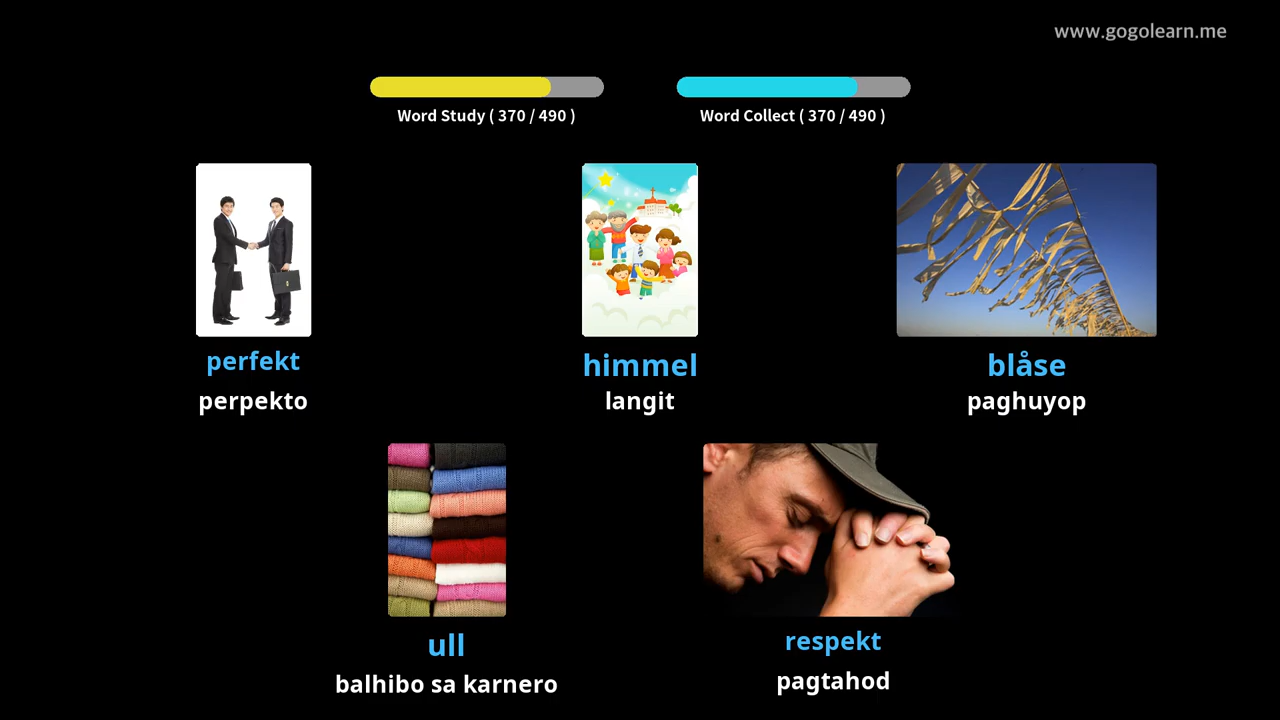 www.gogolearn.me
Word Study ( 370 / 490 )
Word Collect ( 370 / 490 )
perfekt
perpekto
himmel
langit
blåse
paghuyop
ull
balhibo sa karnero
respekt
pagtahod